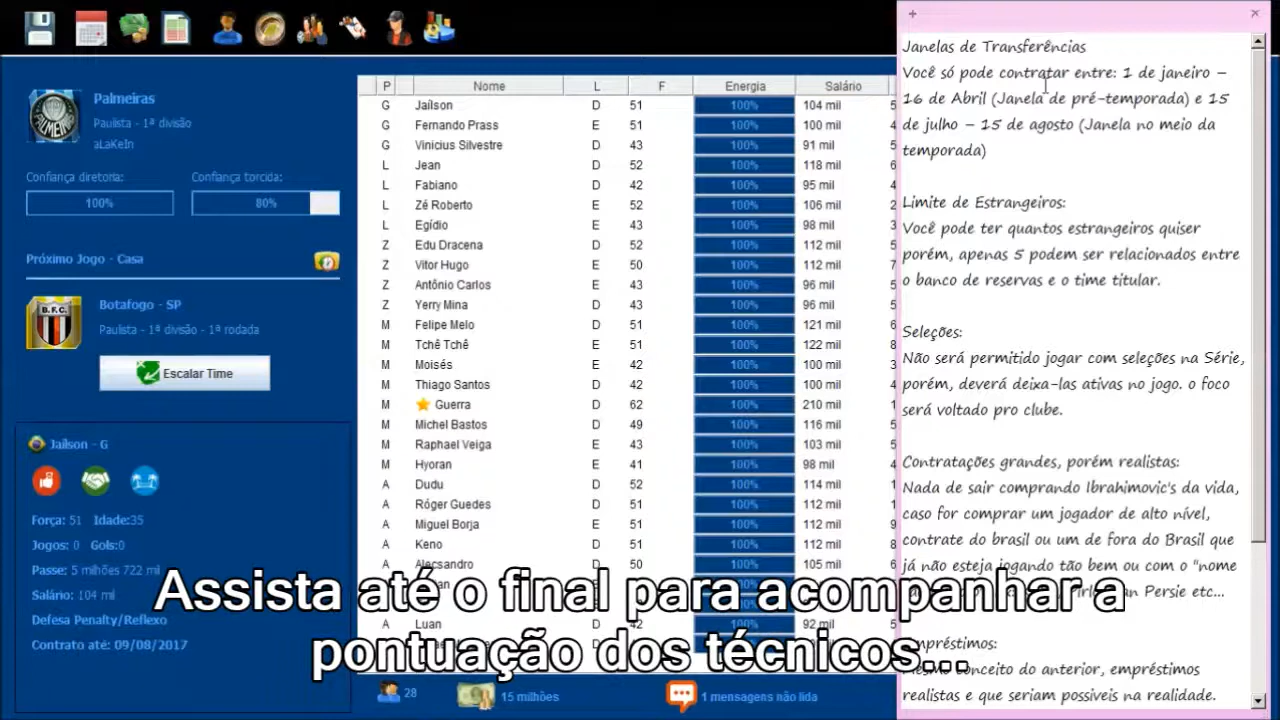 Palmeiras
Paulista - 1ª divisão
aLaKeIn
Confiança diretoria:
Confiança torcida:
100%
80%
Próximo Jogo - Casa
Botafogo - SP
Paulista - 1ª divisão - 1ª rodada
Escalar Time
Jaílson - G
Força: 51 Idade:35
Jogos: 0 Gols:0
Passe: 5 milhões 722 mil
Salário: 104 mil
Defesa Penalty/Reflexo
Contrato até: 09/08/2017
P Nome L F Energia Salário
G Jaílson D 51 100% 104 mil
G Fernando Prass E 51 100% 100 mil
G Vinicius Silvestre D 43 100% 91 mil
L Jean D 52 100% 118 mil
L Fabiano D 42 100% 95 mil
L Zé Roberto E 52 100% 106 mil
L Egídio E 43 100% 98 mil
Z Edu Dracena D 52 100% 112 mil
Z Vitor Hugo E 50 100% 112 mil
Z Antônio Carlos E 43 100% 96 mil
Z Yerry Mina D 43 100% 96 mil
M Felipe Melo D 51 100% 121 mil
M Tchê Tchê E 51 100% 122 mil
M Moisés E 42 100% 100 mil
M Thiago Santos D 42 100% 100 mil
M Guerra D 62 100% 210 mil
M Michel Bastos D 49 100% 116 mil
M Raphael Veiga E 43 100% 103 mil
M Hyoran E 41 100% 98 mil
A Dudu D 52 100% 114 mil
A Róger Guedes D 51 100% 112 mil
A Miguel Borja E 51 100% 112 mil
A Keno D 51 100% 112 mil
A Alecsandro D 50 100% 105 mil
A Luan D 42 92 mil
28
15 milhões
1 mensagens não lida
Janelas de Transferências
Você só pode contratar entre: 1 de janeiro –
16 de Abril (Janela de pré-temporada) e 15
de julho – 15 de agosto (Janela no meio da
temporada)
Limite de Estrangeiros:
Você pode ter quantos estrangeiros quiser
porém, apenas 5 podem ser relacionados entre
o banco de reservas e o time titular.
Seleções:
Não será permitido jogar com seleções na Série,
porém, deverá deixa-las ativas no jogo. o foco
será voltado pro clube.
Contratações grandes, porém realistas:
Nada de sair comprando Ibrahimovic's da vida,
caso for comprar um jogador de alto nível,
contrate do brasil ou um de fora do Brasil que
já não esteja jogando tão bem ou com o "nome
Persie etc...
conceito do anterior, empréstimos
realistas e que seriam possíveis na realidade.
Assista até o final para acompanhar a
pontuação dos técnicos...